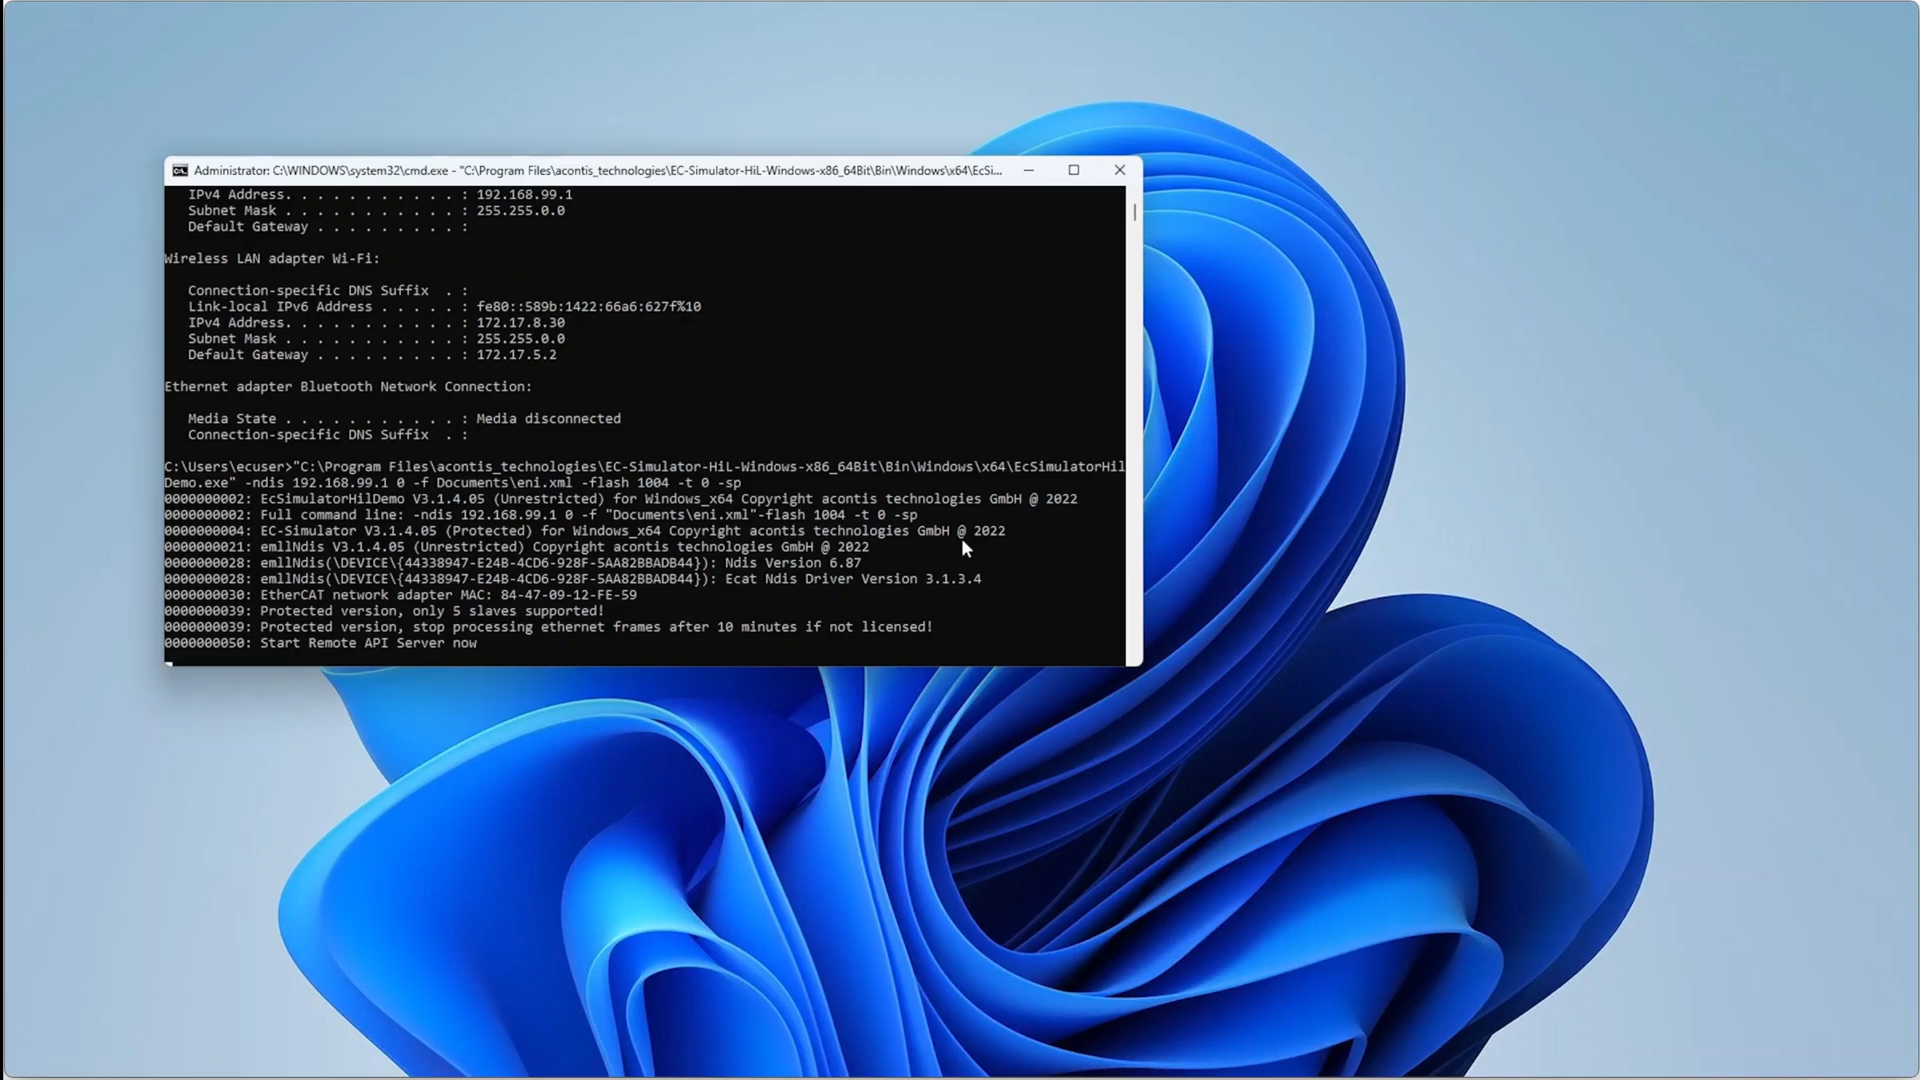 Administrator: C:\WINDOWS\system32\cmd.exe - "C:\Program Files\acontis_technologies\EC-Simulator-HiL-Windows-x86_64Bit\Bin\Windows\x64\EcSi...
IPv4 Address. . . . . . . . . . . : 192.168.99.1
Subnet Mask . . . . . . . . . . . : 255.255.0.0
Default Gateway . . . . . . . . . :
Wireless LAN adapter Wi-Fi:
Connection-specific DNS Suffix  . :
Link-local IPv6 Address . . . . . : fe80::589b:1422:66a6:627f%10
IPv4 Address. . . . . . . . . . . : 172.17.8.30
Subnet Mask . . . . . . . . . . . : 255.255.0.0
Default Gateway . . . . . . . . . : 172.17.5.2
Ethernet adapter Bluetooth Network Connection:
Media State . . . . . . . . . . . : Media disconnected
Connection-specific DNS Suffix  . :
C:\Users\ecuser>"C:\Program Files\acontis_technologies\EC-Simulator-HiL-Windows-x86_64Bit\Bin\Windows\x64\EcSimulatorHil
Demo.exe" -ndis 192.168.99.1 0 -f Documents\eni.xml -flash 1004 -t 0 -sp
0000000002: EcSimulatorHilDemo V3.1.4.05 (Unrestricted) for Windows_x64 Copyright acontis technologies GmbH @ 2022
0000000002: Full command line: -ndis 192.168.99.1 0 -f "Documents\eni.xml"-flash 1004 -t 0 -sp
0000000004: EC-Simulator V3.1.4.05 (Protected) for Windows_x64 Copyright acontis technologies GmbH @ 2022
0000000021: emllNdis V3.1.4.05 (Unrestricted) Copyright acontis technologies GmbH @ 2022
0000000028: emllNdis(\DEVICE\{44338947-E24B-4CD6-928F-5AA82BBADB44}): Ndis Version 6.87
0000000028: emllNdis(\DEVICE\{44338947-E24B-4CD6-928F-5AA82BBADB44}): Ecat Ndis Driver Version 3.1.3.4
0000000030: EtherCAT network adapter MAC: 84-47-09-12-FE-59
0000000039: Protected version, only 5 slaves supported!
0000000039: Protected version, stop processing ethernet frames after 10 minutes if not licensed!
0000000050: Start Remote API Server now